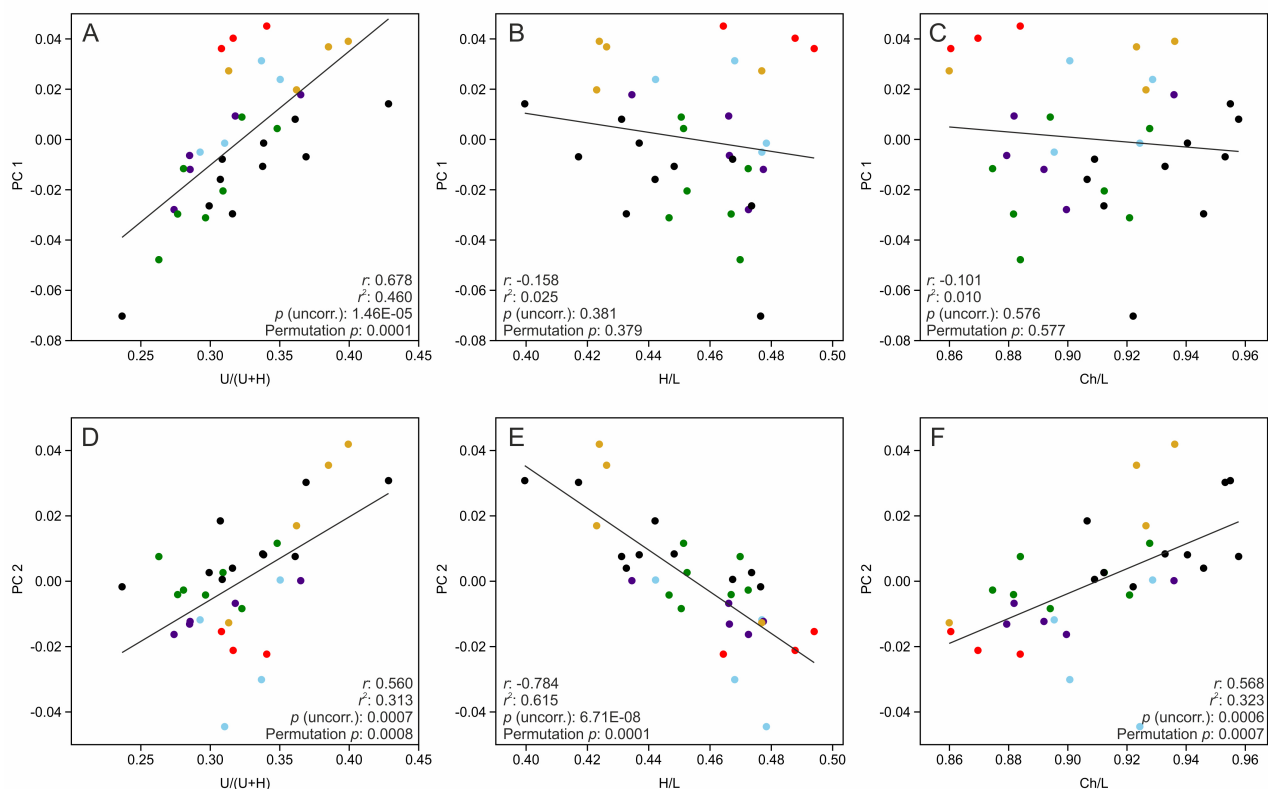 A
0.04
0.02
0.00
-0.02
-0.04
-0.06
-0.08
PC 1
r: 0.678
r²: 0.460
p (uncorr.): 1.46E-05
Permutation p: 0.0001
0.25 0.30 0.35 0.40 0.45
U/(U+H)
B
0.04
0.02
0.00
-0.02
-0.04
-0.06
-0.08
PC 1
r: -0.158
r²: 0.025
p (uncorr.): 0.381
Permutation p: 0.379
0.40 0.42 0.44 0.46 0.48 0.50
H/L
C
0.04
0.02
0.00
-0.02
-0.04
-0.06
-0.08
PC 1
r: -0.101
r²: 0.010
p (uncorr.): 0.576
Permutation p: 0.577
0.86 0.88 0.90 0.92 0.94 0.96
Ch/L
D
0.04
0.02
0.00
-0.02
-0.04
PC 2
r: 0.560
r²: 0.313
p (uncorr.): 0.0007
Permutation p: 0.0008
0.25 0.30 0.35 0.40 0.45
U/(U+H)
E
0.04
0.02
0.00
-0.02
-0.04
PC 2
r: -0.784
r²: 0.615
p (uncorr.): 6.71E-08
Permutation p: 0.0001
0.40 0.42 0.44 0.46 0.48 0.50
H/L
F
0.04
0.02
0.00
-0.02
-0.04
PC 2
r: 0.568
r²: 0.323
p (uncorr.): 0.0006
Permutation p: 0.0007
0.86 0.88 0.90 0.92 0.94 0.96
Ch/L